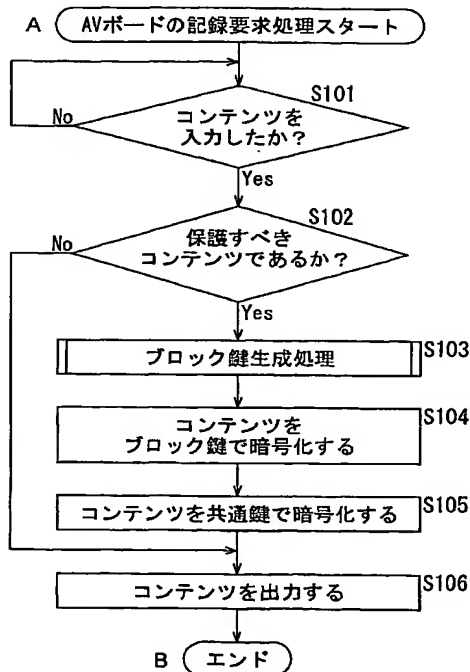 A AVボードの記録要求処理スタート
S101
コンテンツを
入力したか？
No
Yes
S102
保護すべき
コンテンツであるか？
No
Yes
S103
ブロック鍵生成処理
S104
コンテンツを
ブロック鍵で暗号化する
S105
コンテンツを共通鍵で暗号化する
S106
コンテンツを出力する
B エンド